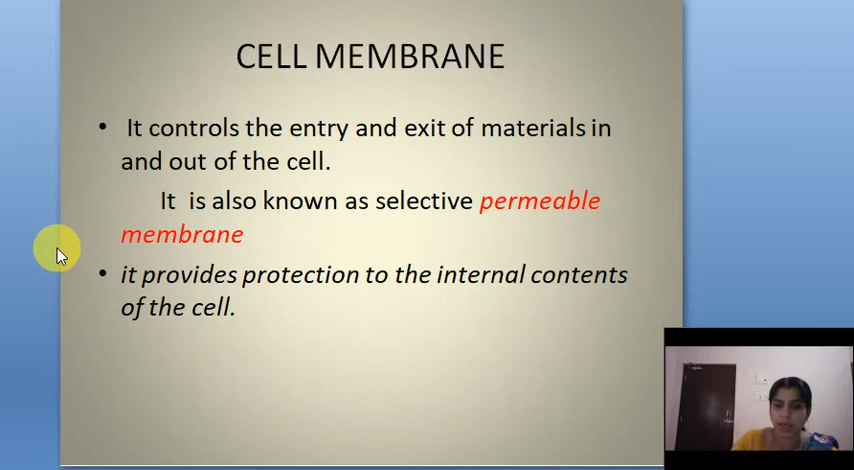 CELL MEMBRANE
• It controls the entry and exit of materials in
and out of the cell.
It is also known as selective permeable
membrane
• it provides protection to the internal contents
of the cell.